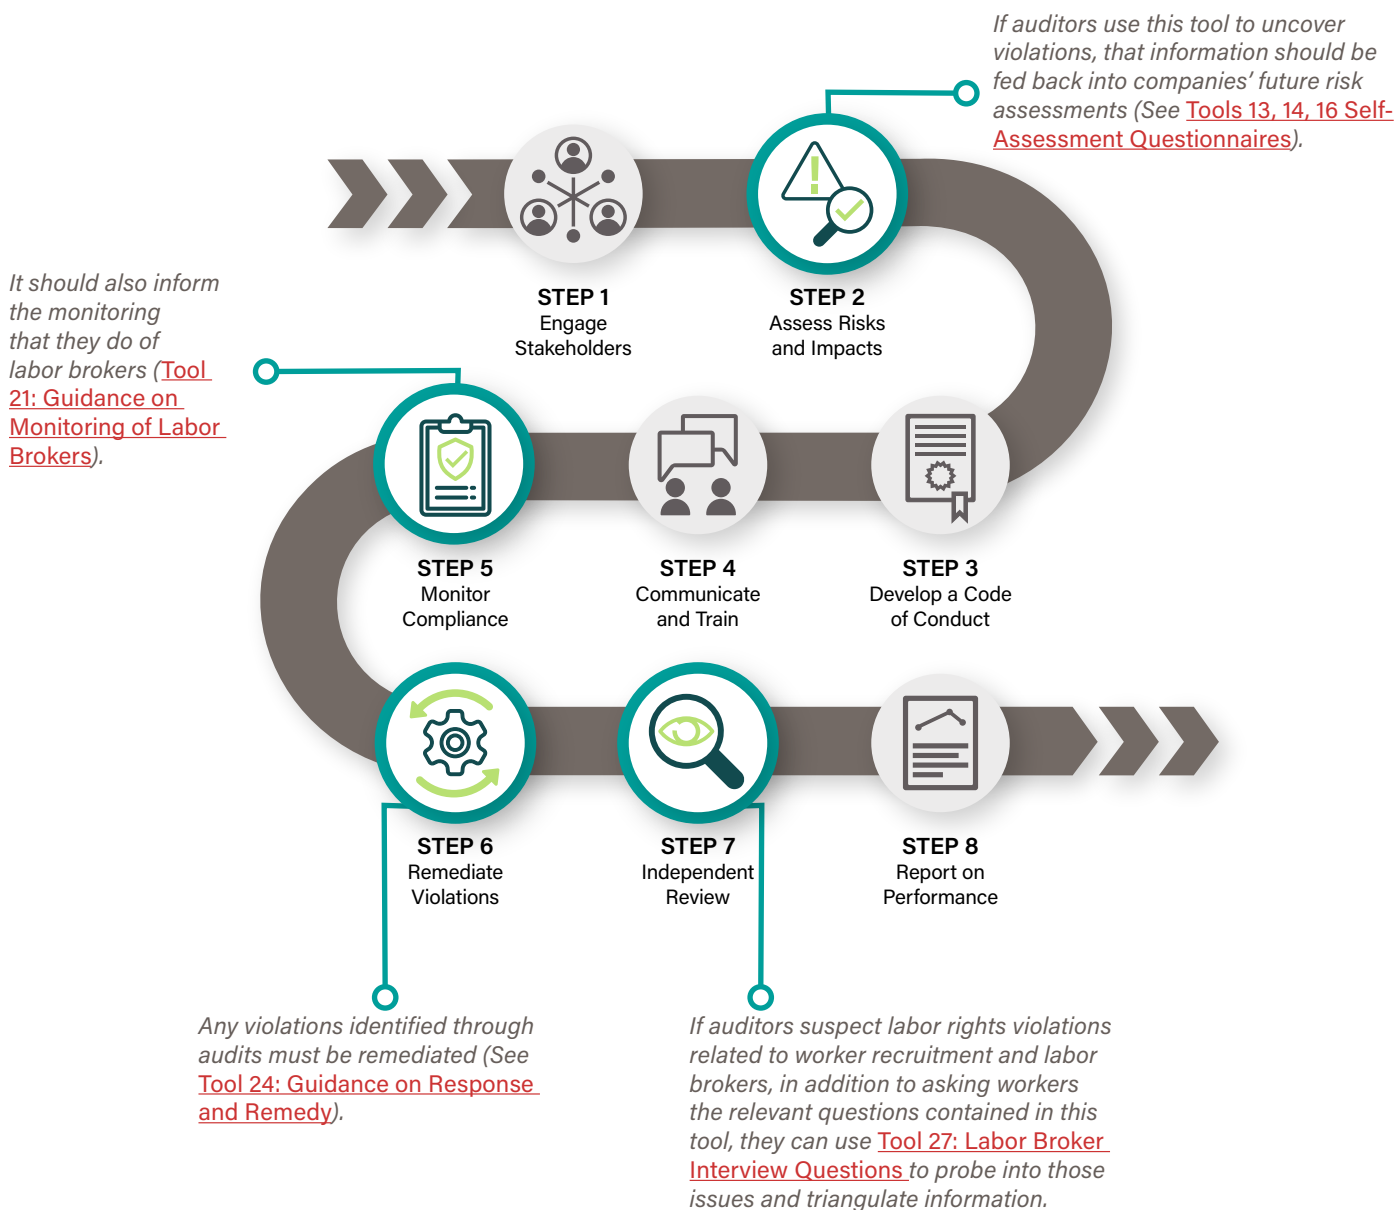 If auditors use this tool to uncover
violations, that information should be
fed back into companies’ future risk
assessments (See Tools 13, 14, 16 Self-
Assessment Questionnaires).
STEP 1
Engage
Stakeholders
STEP 2
Assess Risks
and Impacts
It should also inform
the monitoring
that they do of
labor brokers (Tool
21: Guidance on
Monitoring of Labor
Brokers).
STEP 5
Monitor
Compliance
STEP 4
Communicate
and Train
STEP 3
Develop a Code
of Conduct
STEP 6
Remediate
Violations
STEP 7
Independent
Review
STEP 8
Report on
Performance
Any violations identified through
audits must be remediated (See
Tool 24: Guidance on Response
and Remedy).
If auditors suspect labor rights violations
related to worker recruitment and labor
brokers, in addition to asking workers
the relevant questions contained in this
tool, they can use Tool 27: Labor Broker
Interview Questions to probe into those
issues and triangulate information.